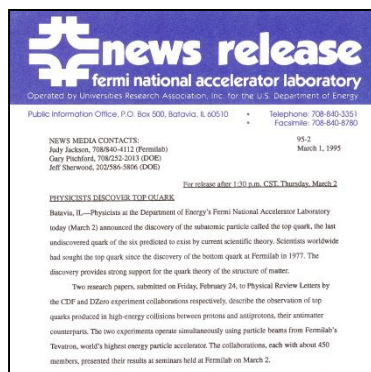 news release
fermi national accelerator laboratory
Operated by Universities Research Association, Inc. for the U.S. Department of Energy
Public Information Office, P.O. Box 500, Batavia, IL 60510 • Telephone: 708-840-3351
• Facsimile: 708-840-8780
NEWS MEDIA CONTACTS: 95-2
Judy Jackson, 708/840-4112 (Fermilab) March 1, 1995
Gary Pitchford, 708/252-2013 (DOE)
Jeff Sherwood, 202/586-5806 (DOE)
For release after 1:30 p.m. CST, Thursday, March 2
PHYSICISTS DISCOVER TOP QUARK
Batavia, IL—Physicists at the Department of Energy's Fermi National Accelerator Laboratory
today (March 2) announced the discovery of the subatomic particle called the top quark, the last
undiscovered quark of the six predicted to exist by current scientific theory. Scientists worldwide
had sought the top quark since the discovery of the bottom quark at Fermilab in 1977. The
discovery provides strong support for the quark theory of the structure of matter.
Two research papers, submitted on Friday, February 24, to Physical Review Letters by
the CDF and DZero experiment collaborations respectively, describe the observation of top
quarks produced in high-energy collisions between protons and antiprotons, their antimatter
counterparts. The two experiments operate simultaneously using particle beams from Fermilab's
Tevatron, world's highest energy particle accelerator. The collaborations, each with about 450
members, presented their results at seminars held at Fermilab on March 2.